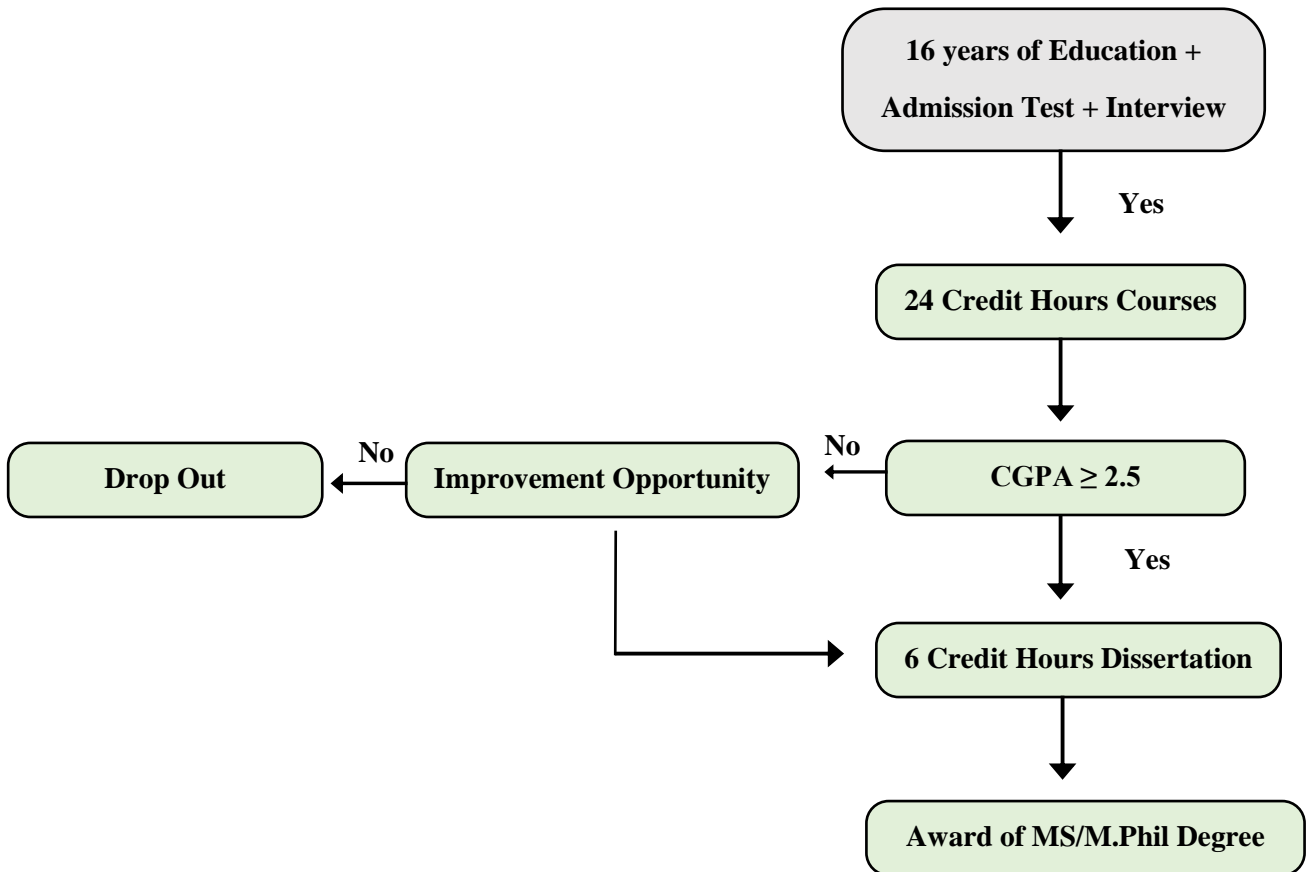 16 years of Education +
Admission Test + Interview
Yes
24 Credit Hours Courses
Drop Out
No
Improvement Opportunity
No
CGPA ≥ 2.5
Yes
6 Credit Hours Dissertation
Award of MS/M.Phil Degree